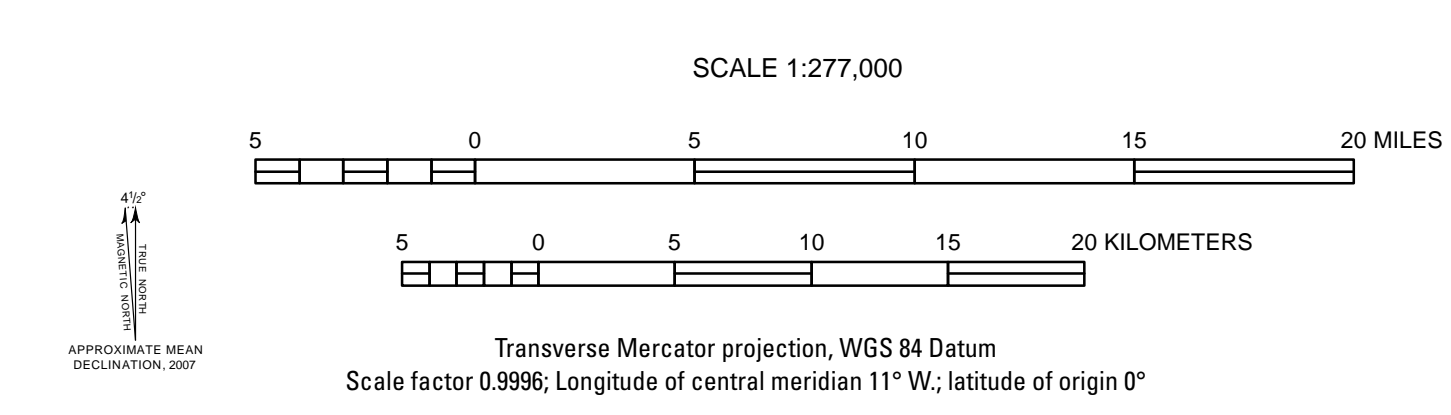 SCALE 1:277,000
5 0 5 10 15 20 MILES
4 1/2°
MAGNETIC NORTH
TRUE NORTH
APPROXIMATE MEAN
DECLINATION, 2007
5 0 5 10 15 20 KILOMETERS
Transverse Mercator projection, WGS 84 Datum
Scale factor 0.9996; Longitude of central meridian 11° W.; latitude of origin 0°